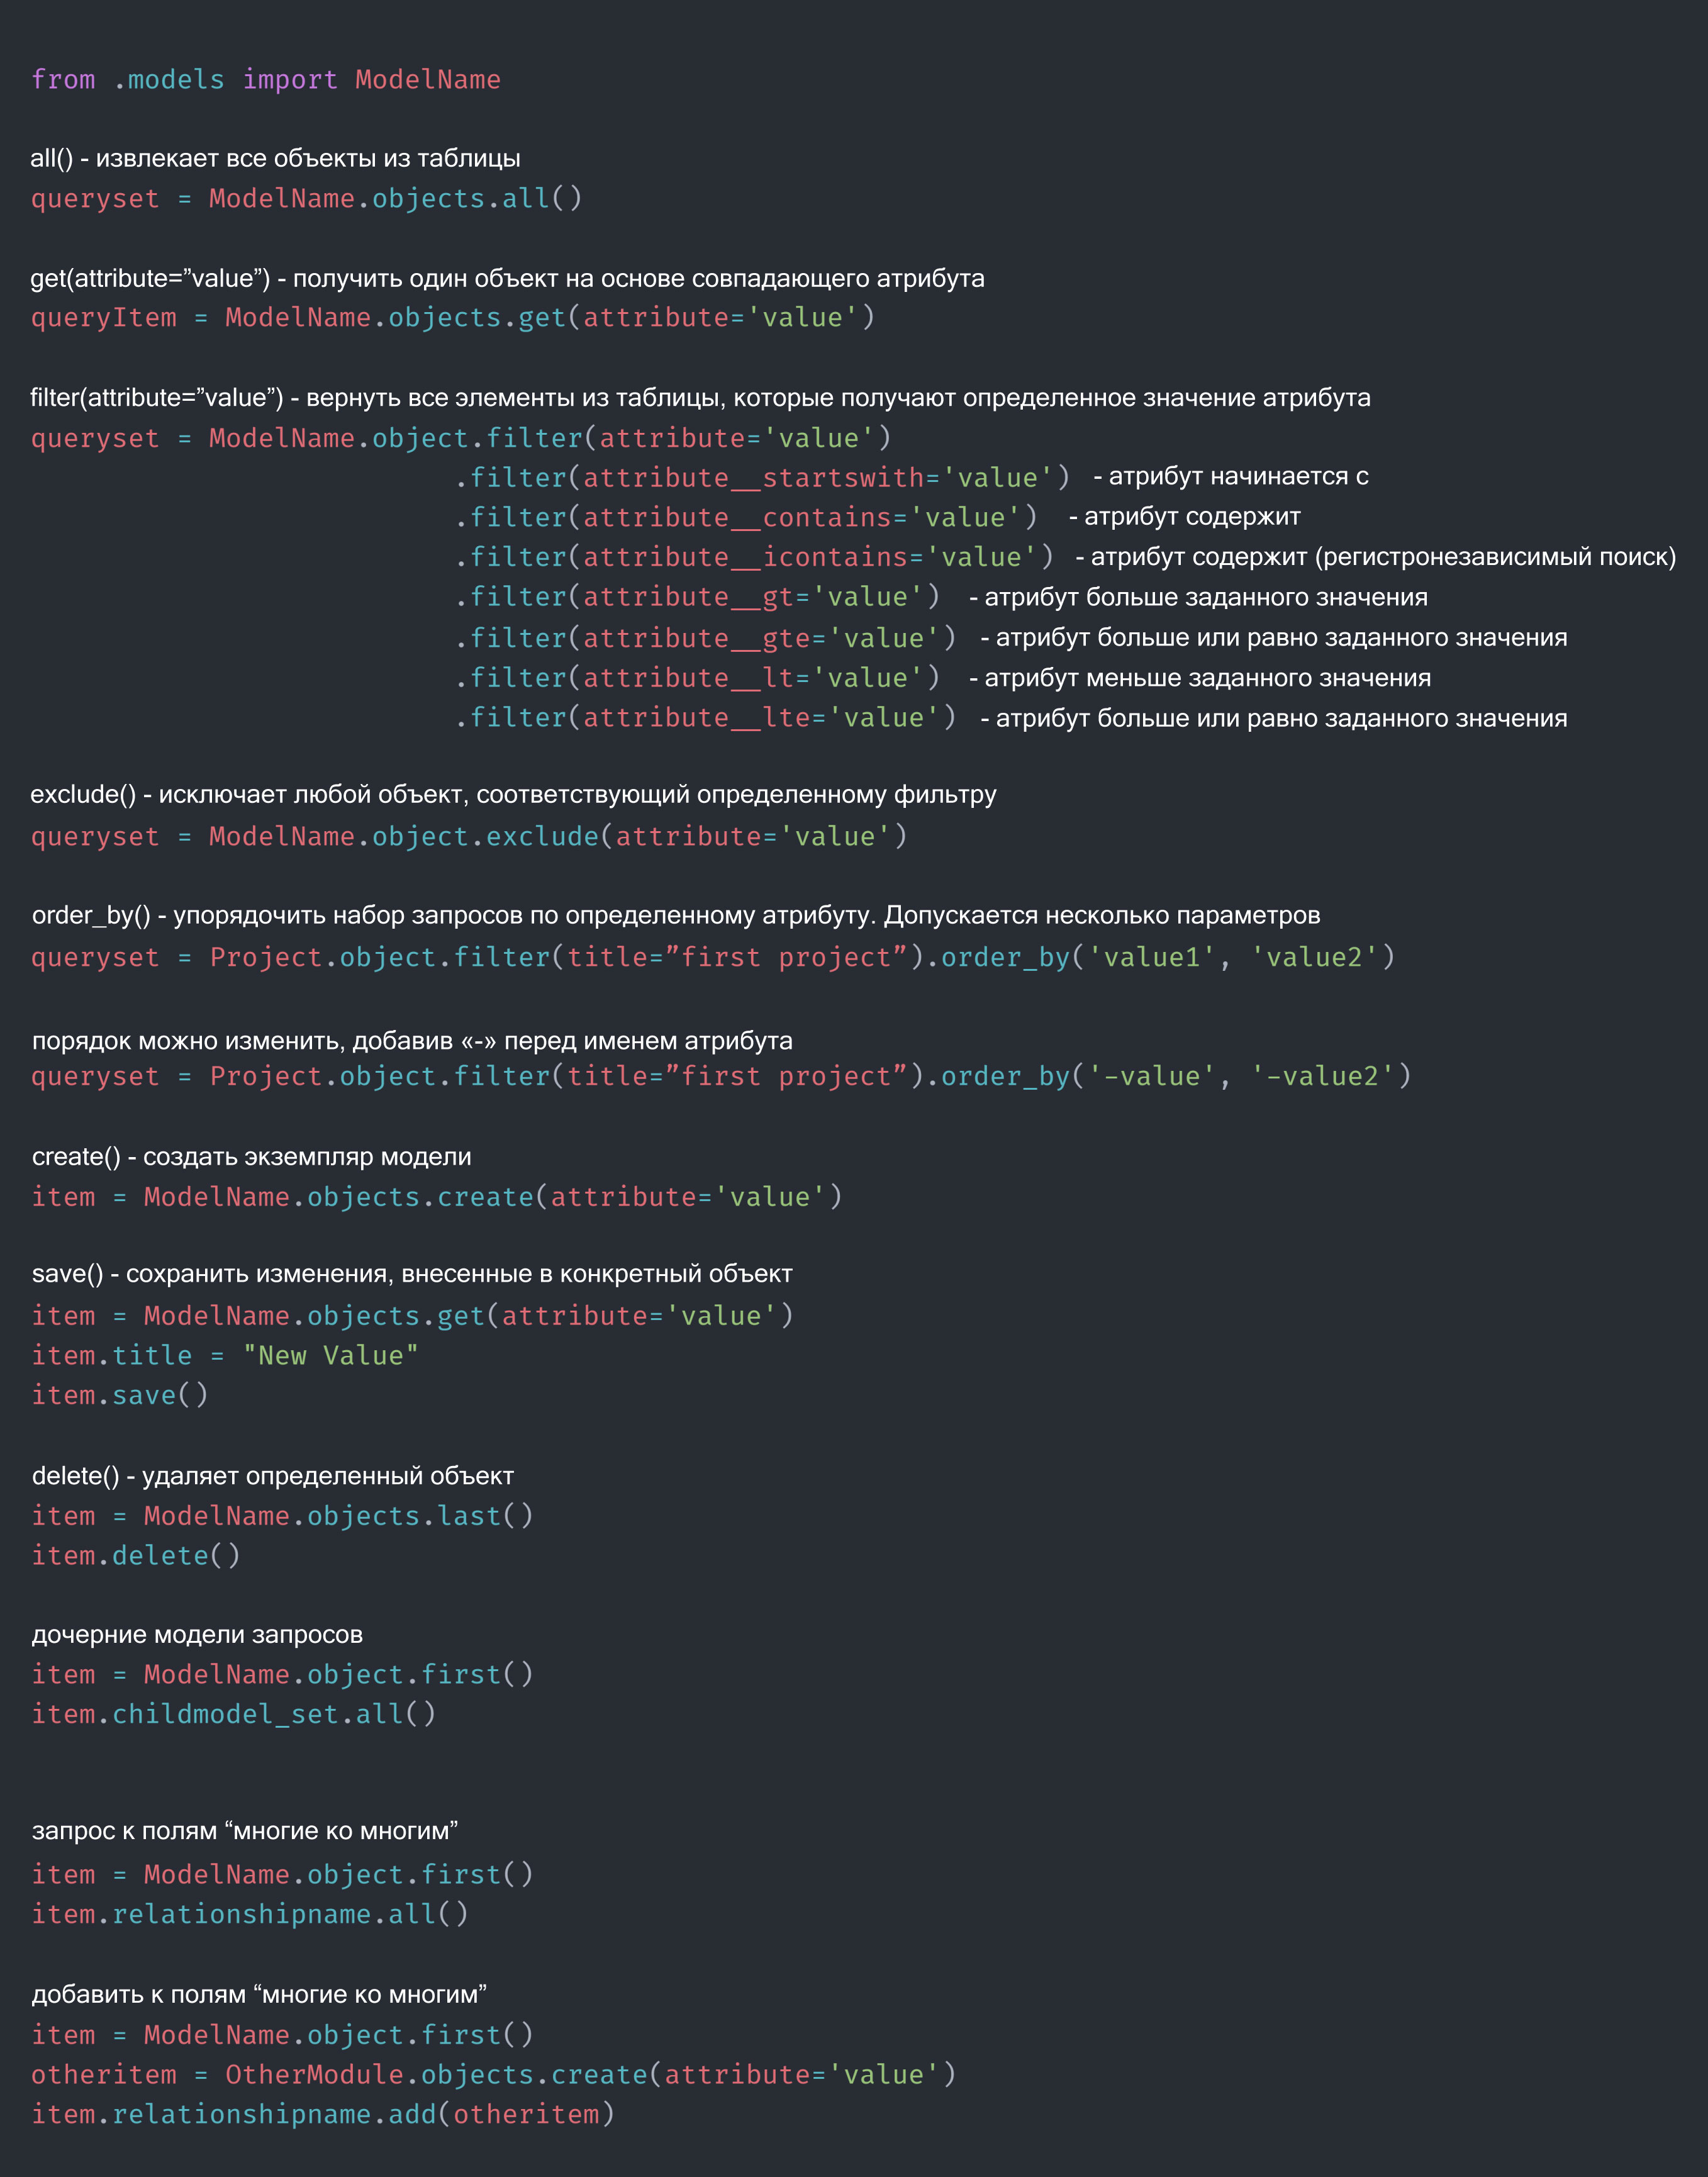 from .models import ModelName
all() - извлекает все объекты из таблицы
queryset = ModelName.objects.all()
get(attribute=”value”) - получить один объект на основе совпадающего атрибута
queryItem = ModelName.objects.get(attribute='value')
filter(attribute=”value”) - вернуть все элементы из таблицы, которые получают определенное значение атрибута
queryset = ModelName.object.filter(attribute='value')
.filter(attribute__startswith='value') - атрибут начинается с
.filter(attribute__contains='value') - атрибут содержит
.filter(attribute__icontains='value') - атрибут содержит (регистронезависимый поиск)
.filter(attribute__gt='value') - атрибут больше заданного значения
.filter(attribute__gte='value') - атрибут больше или равно заданного значения
.filter(attribute__lt='value') - атрибут меньше заданного значения
.filter(attribute__lte='value') - атрибут больше или равно заданного значения
exclude() - исключает любой объект, соответствующий определенному фильтру
queryset = ModelName.object.exclude(attribute='value')
order_by() - упорядочить набор запросов по определенному атрибуту. Допускается несколько параметров
queryset = Project.object.filter(title=”first project”).order_by('value1', 'value2')
порядок можно изменить, добавив «-» перед именем атрибута
queryset = Project.object.filter(title=”first project”).order_by('-value', '-value2')
create() - создать экземпляр модели
item = ModelName.objects.create(attribute='value')
save() - сохранить изменения, внесенные в конкретный объект
item = ModelName.objects.get(attribute='value')
item.title = "New Value"
item.save()
delete() - удаляет определенный объект
item = ModelName.objects.last()
item.delete()
дочерние модели запросов
item = ModelName.object.first()
item.childmodel_set.all()
запрос к полям “многие ко многим”
item = ModelName.object.first()
item.relationshipname.all()
добавить к полям “многие ко многим”
item = ModelName.object.first()
otheritem = OtherModule.objects.create(attribute='value')
item.relationshipname.add(otheritem)